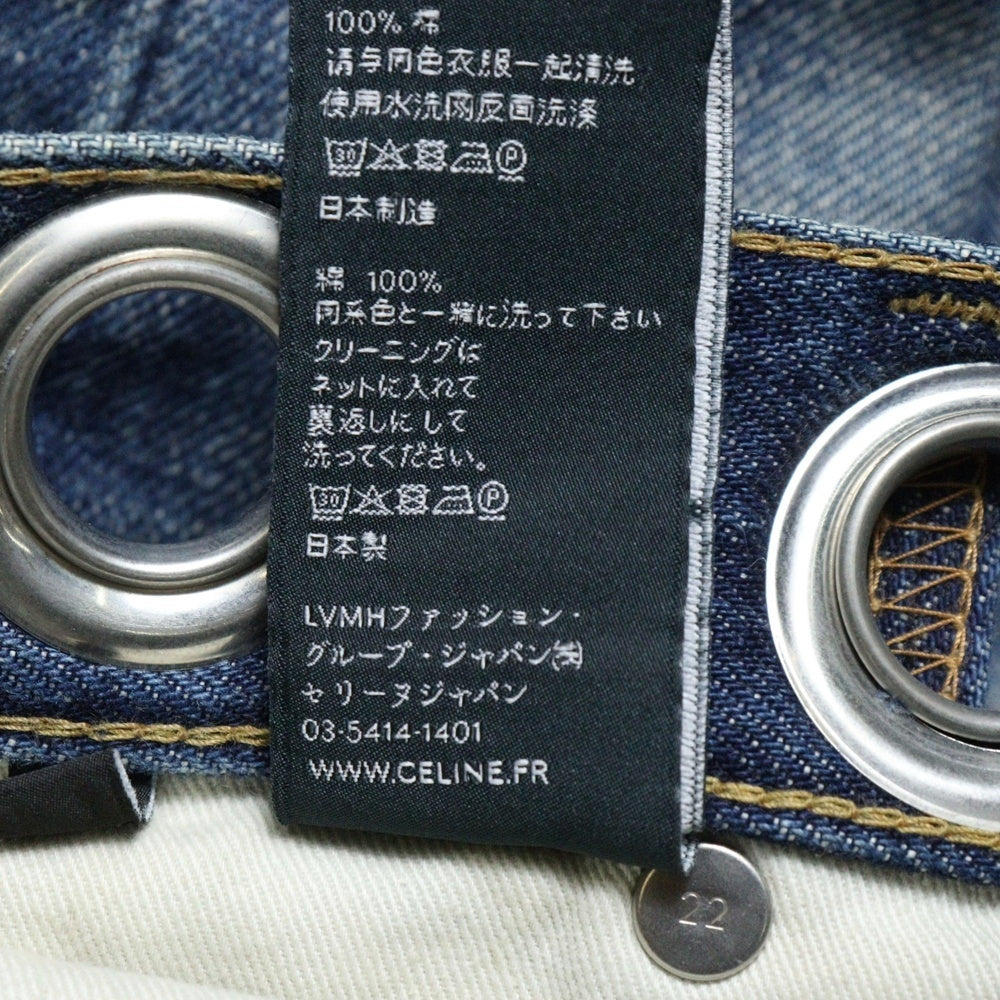 100% 棉
请与同色衣服一起清洗
使用水洗网反面洗涤
30 P
日本制造
綿 100%
同系色と一緒に洗って下さい
クリーニングは
ネットに入れて
裏返しにして
洗ってください。
30 P
日本製
LVMHファッション・
グループ・ジャパン㈱
セリーヌジャパン
03-5414-1401
WWW.CELINE.FR
22